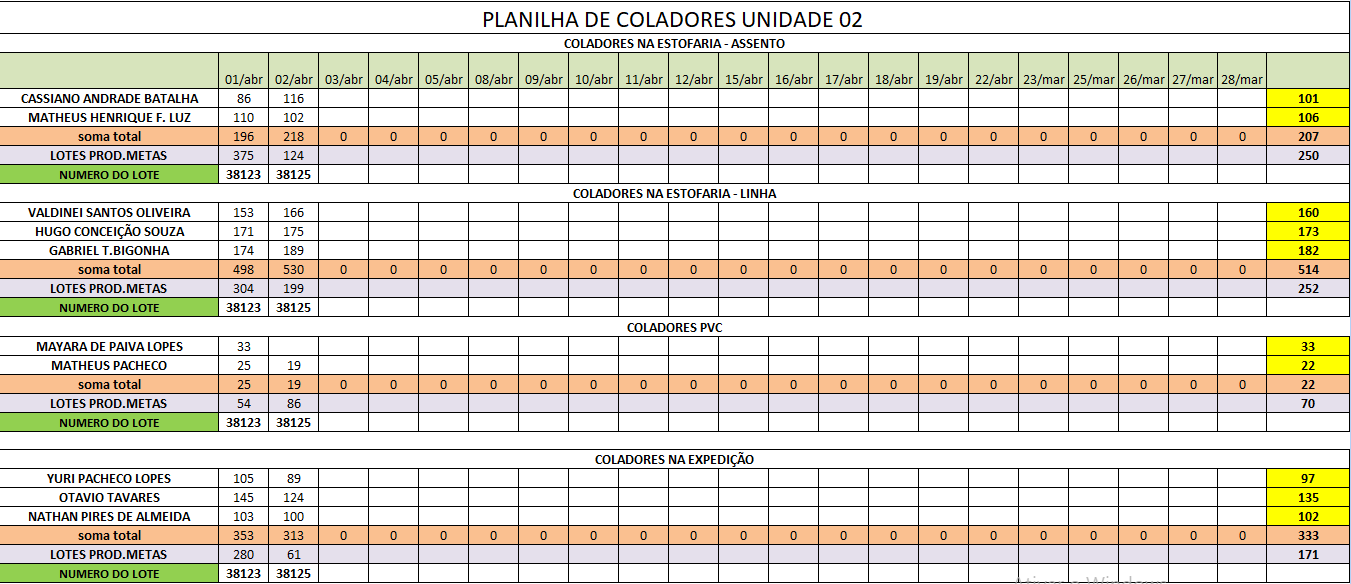 PLANILHA DE COLADORES UNIDADE 02
COLADORES NA ESTOFARIA - ASSENTO
01/abr 02/abr 03/abr 04/abr 05/abr 08/abr 09/abr 10/abr 11/abr 12/abr 15/abr 16/abr 17/abr 18/abr 19/abr 22/abr 23/mar 25/mar 26/mar 27/mar 28/mar
CASSIANO ANDRADE BATALHA 86 116 101
MATHEUS HENRIQUE F. LUZ 110 102 106
soma total 196 218 0 0 0 0 0 0 0 0 0 0 0 0 0 0 0 0 0 0 0 207
LOTES PROD.METAS 375 124 250
NUMERO DO LOTE 38123 38125
COLADORES NA ESTOFARIA - LINHA
VALDINEI SANTOS OLIVEIRA 153 166 160
HUGO CONCEIÇÃO SOUZA 171 175 173
GABRIEL T.BIGONHA 174 189 182
soma total 498 530 0 0 0 0 0 0 0 0 0 0 0 0 0 0 0 0 0 0 0 514
LOTES PROD.METAS 304 199 252
NUMERO DO LOTE 38123 38125
COLADORES PVC
MAYARA DE PAIVA LOPES 33 33
MATHEUS PACHECO 25 19 22
soma total 25 19 0 0 0 0 0 0 0 0 0 0 0 0 0 0 0 0 0 0 0 22
LOTES PROD.METAS 54 86 70
NUMERO DO LOTE 38123 38125
COLADORES NA EXPEDIÇÃO
YURI PACHECO LOPES 105 89 97
OTAVIO TAVARES 145 124 135
NATHAN PIRES DE ALMEIDA 103 100 102
soma total 353 313 0 0 0 0 0 0 0 0 0 0 0 0 0 0 0 0 0 0 0 333
LOTES PROD.METAS 280 61 171
NUMERO DO LOTE 38123 38125